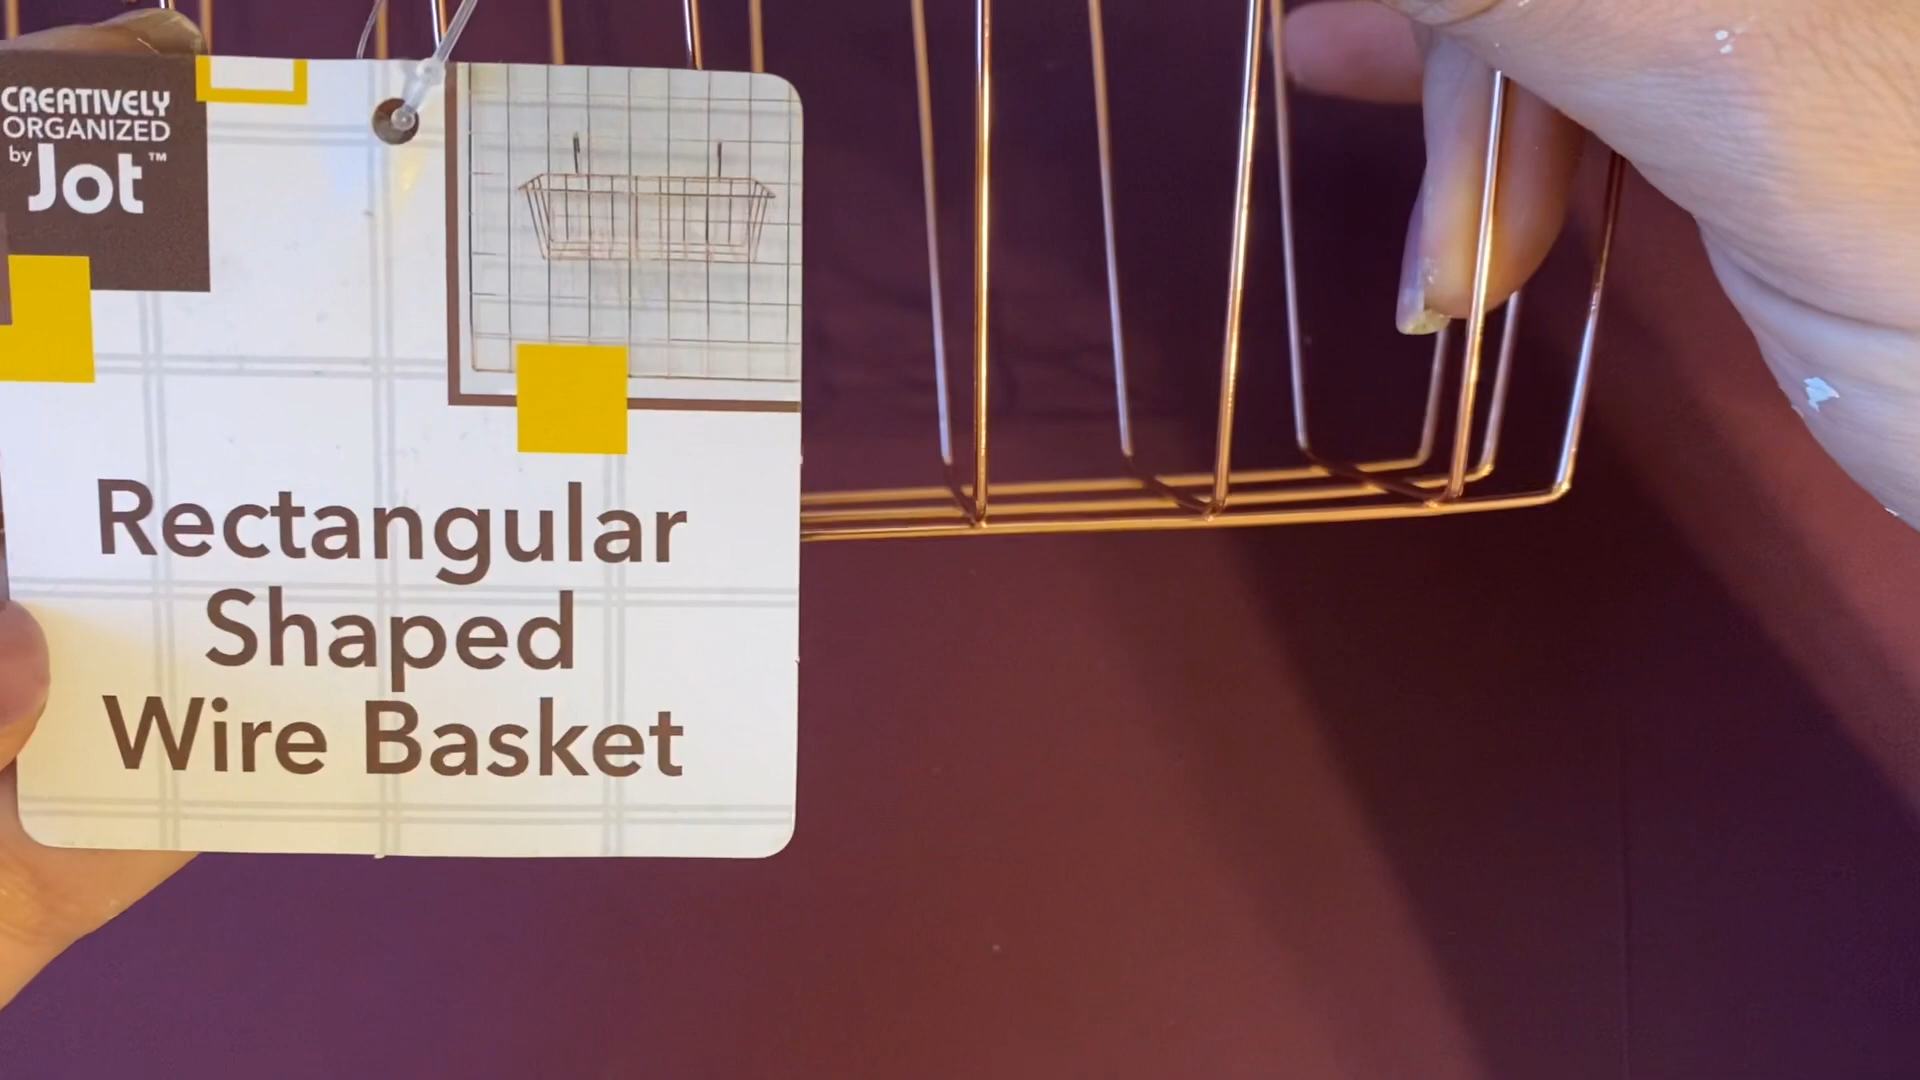 CREATIVELY
ORGANIZED
by Jot™
Rectangular
Shaped
Wire Basket